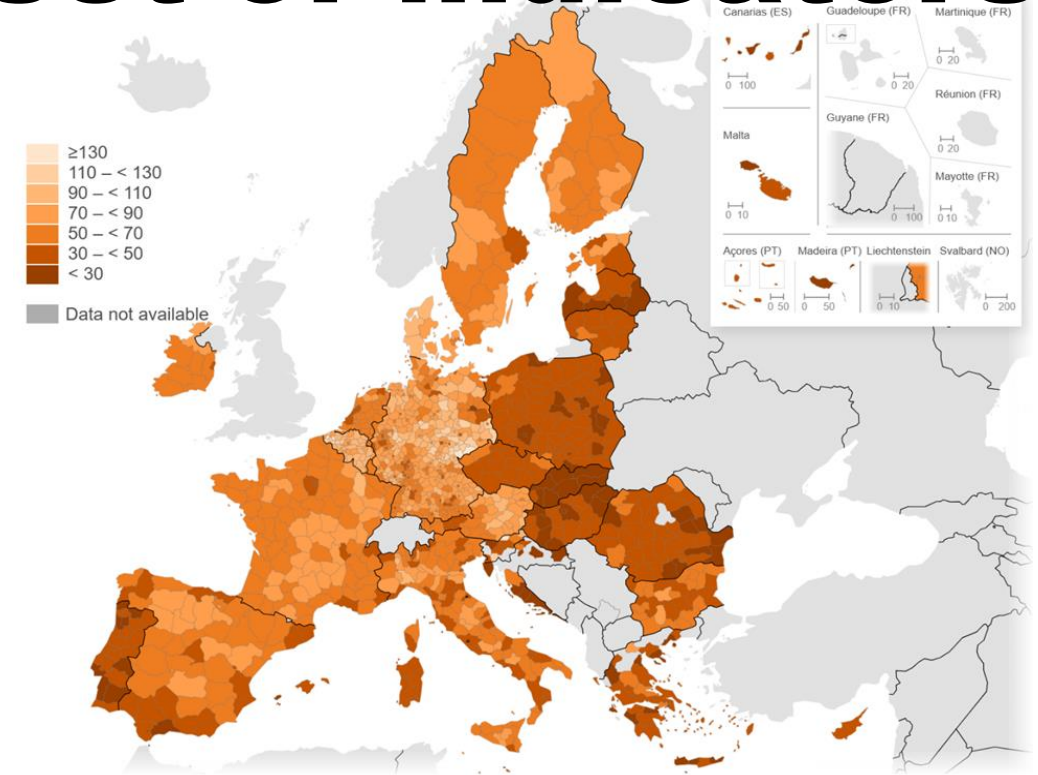 set of indicators
≥130
110 – < 130
90 – < 110
70 – < 90
50 – < 70
30 – < 50
< 30
Data not available
Canarias (ES)
0 100
Guadeloupe (FR)
0 20
Martinique (FR)
0 20
Réunion (FR)
0 20
Guyane (FR)
0 100
Mayotte (FR)
0 10
Malta
0 10
Açores (PT)
0 50
Madeira (PT)
0 50
Liechtenstein
0 10
Svalbard (NO)
0 200